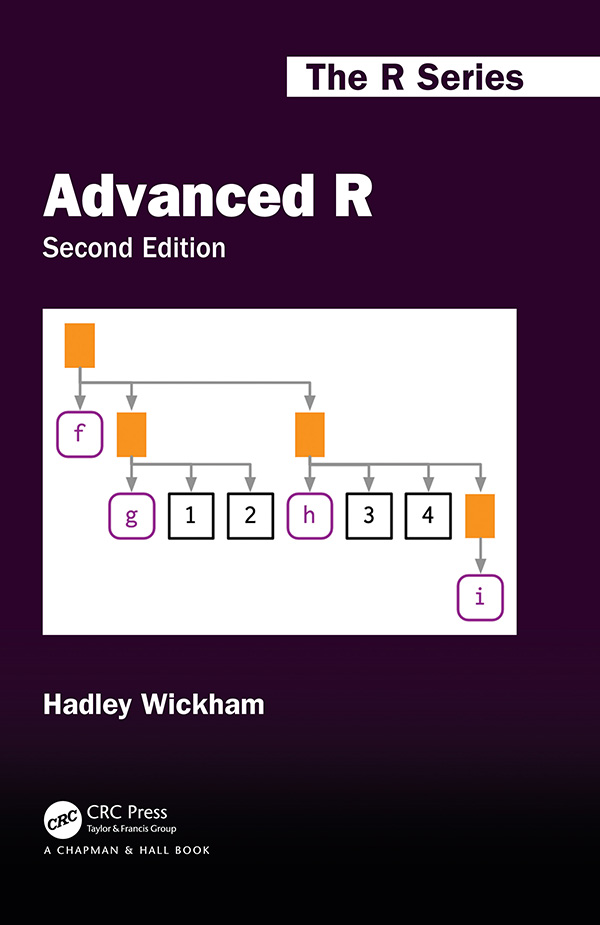 The R Series
Advanced R
Second Edition
f
g 1 2 h 3 4
i
Hadley Wickham
CRC CRC Press
Taylor & Francis Group
A CHAPMAN & HALL BOOK